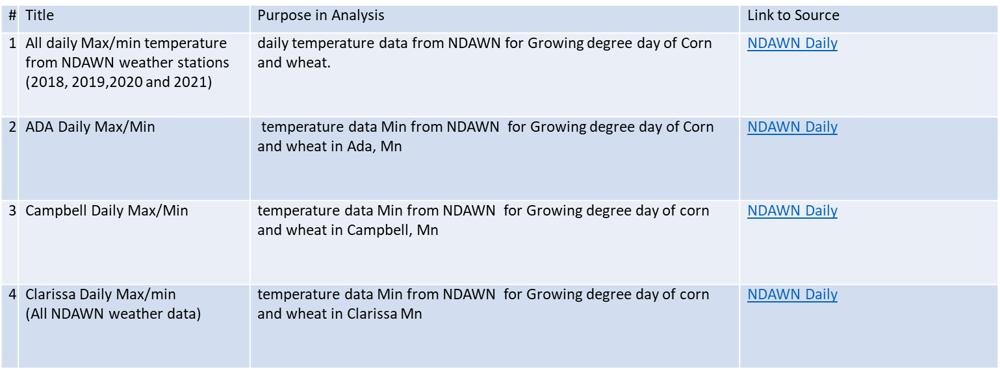 # Title Purpose in Analysis Link to Source
1 All daily Max/min temperature daily temperature data from NDAWN for Growing degree day of Corn NDAWN Daily
from NDAWN weather stations and wheat.
(2018, 2019,2020 and 2021)
2 ADA Daily Max/Min temperature data Min from NDAWN  for Growing degree day of Corn NDAWN Daily
and wheat in Ada, Mn
3 Campbell Daily Max/Min temperature data Min from NDAWN  for Growing degree day of corn NDAWN Daily
and wheat in Campbell, Mn
4 Clarissa Daily Max/min temperature data Min from NDAWN  for Growing degree day of corn NDAWN Daily
(All NDAWN weather data) and wheat in Clarissa Mn